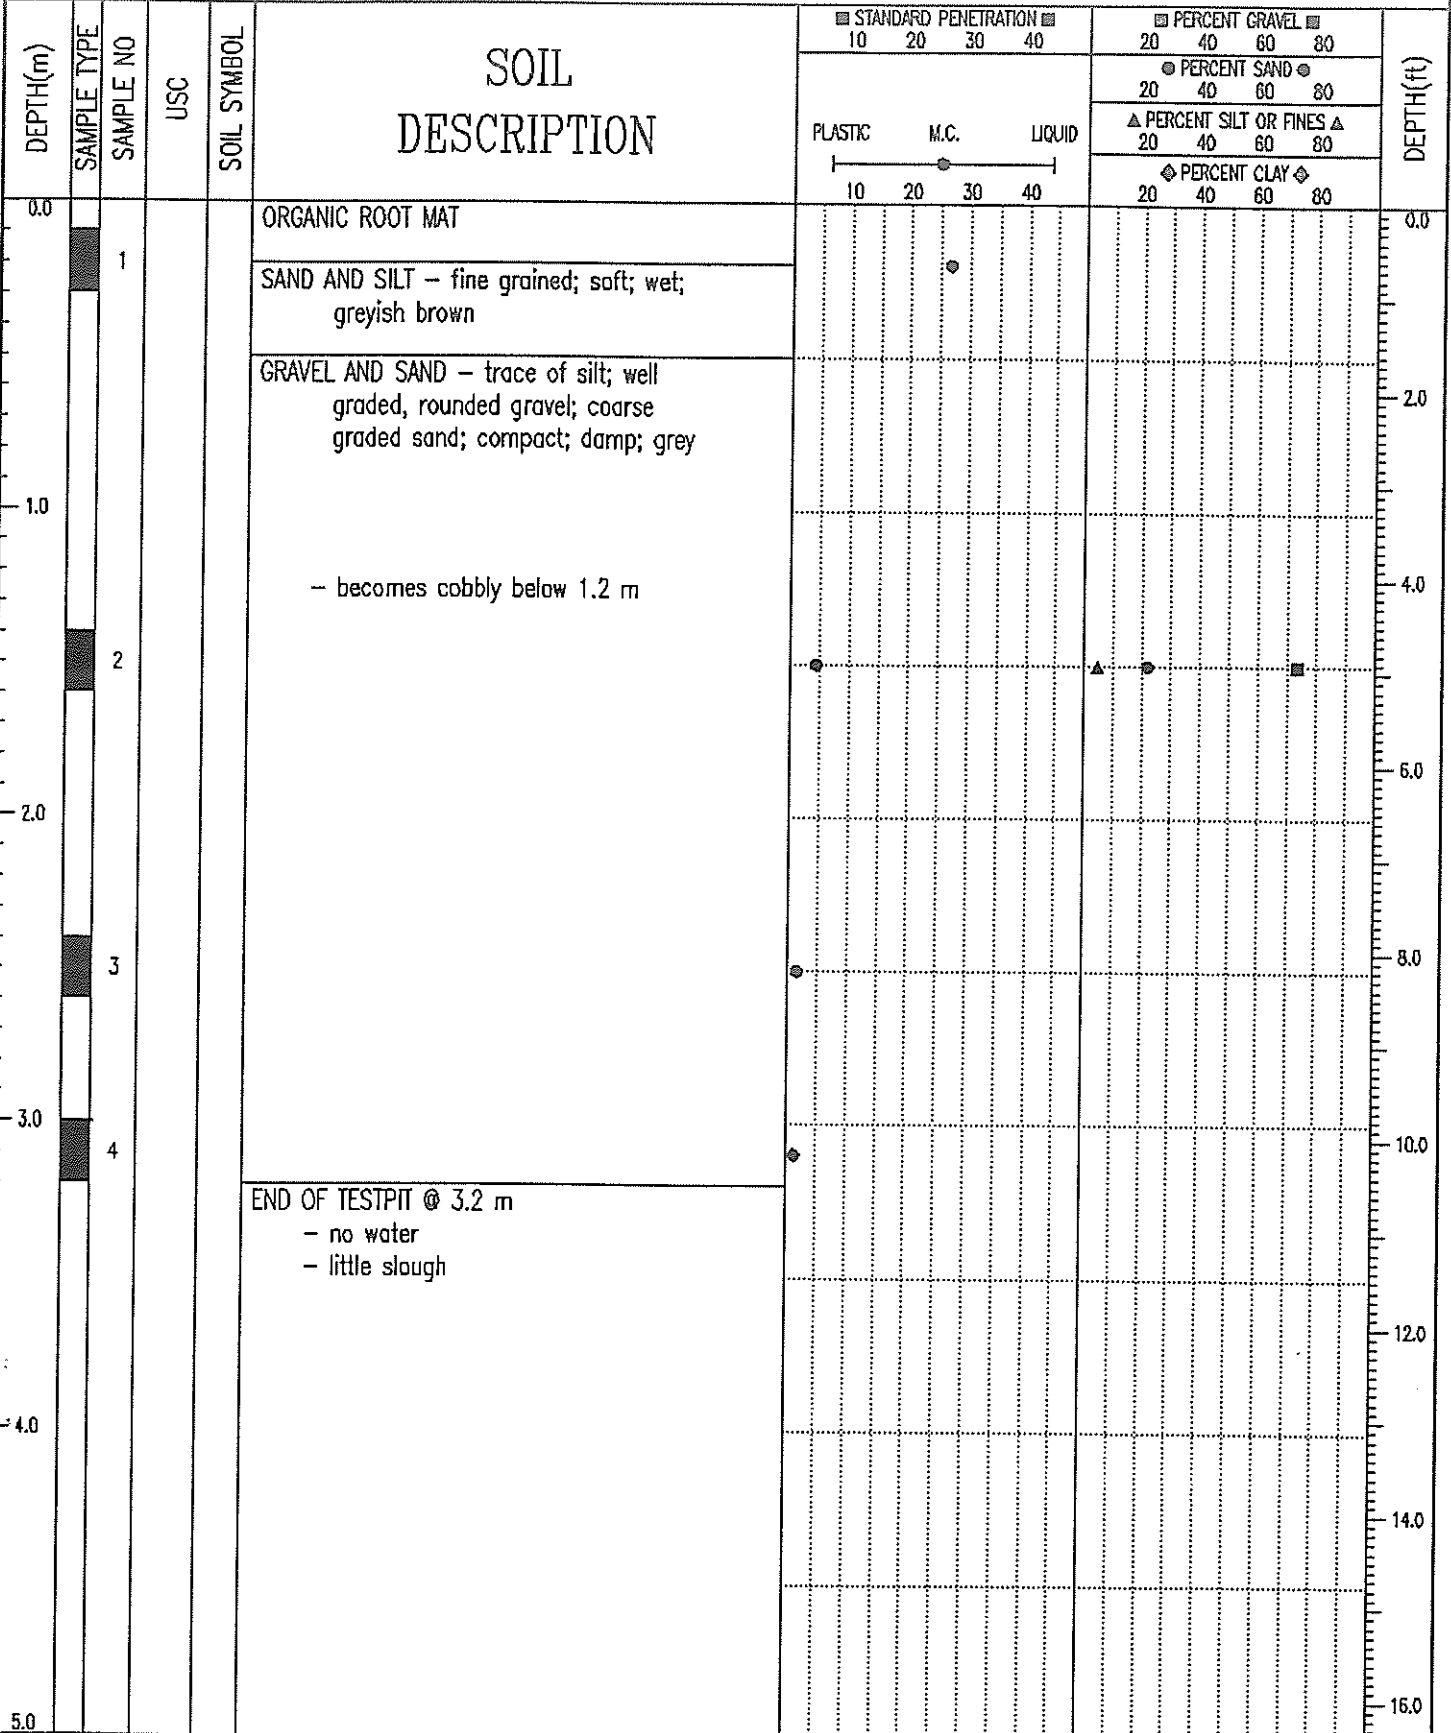 DEPTH(m)
SAMPLE TYPE
SAMPLE NO
USC
SOIL SYMBOL
SOIL
DESCRIPTION
STANDARD PENETRATION
10 20 30 40
PLASTIC M.C. LIQUID
10 20 30 40
PERCENT GRAVEL
20 40 60 80
PERCENT SAND
20 40 60 80
PERCENT SILT OR FINES
20 40 60 80
PERCENT CLAY
20 40 60 80
DEPTH(ft)
0.0
ORGANIC ROOT MAT
0.0
1
SAND AND SILT – fine grained; soft; wet;
greyish brown
GRAVEL AND SAND – trace of silt; well
graded, rounded gravel; coarse
graded sand; compact; damp; grey
2.0
1.0
– becomes cobbly below 1.2 m
4.0
2
6.0
2.0
3
8.0
3.0
4
10.0
END OF TESTPIT @ 3.2 m
– no water
– little slough
12.0
4.0
14.0
16.0
5.0